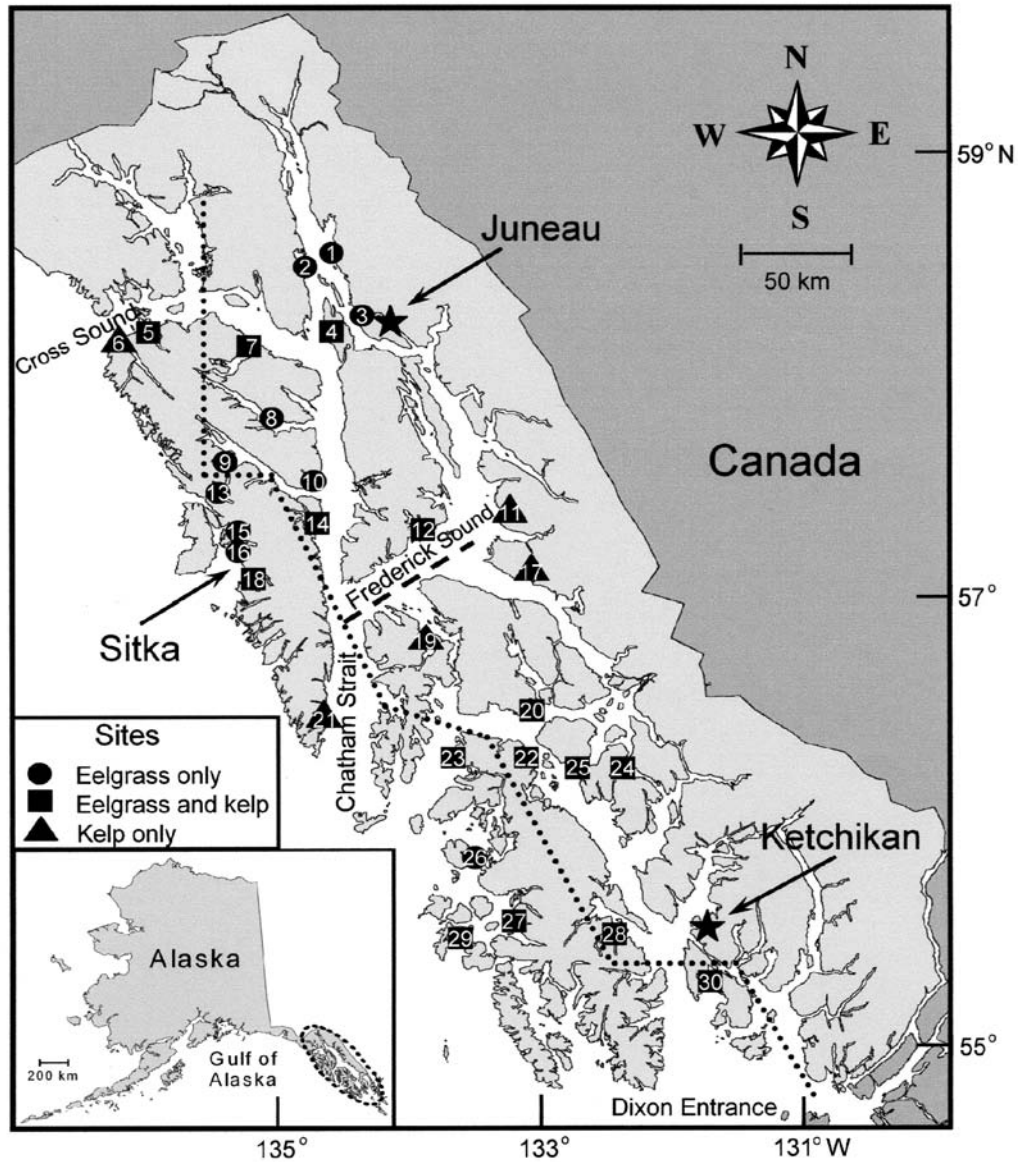 N
W E
S
59° N
50 km
Juneau
1
2
3
4
5
6
7
Cross Sound
8
Canada
9
10
11
12
13
14
15
16
17
18
Frederick Sound
57°
Sitka
19
20
21
Chatham Strait
22
23
24
25
Sites
Eelgrass only
Eelgrass and kelp
Kelp only
Ketchikan
26
27
28
29
30
Alaska
Gulf of
Alaska
200 km
55°
Dixon Entrance
135°
133°
131° W